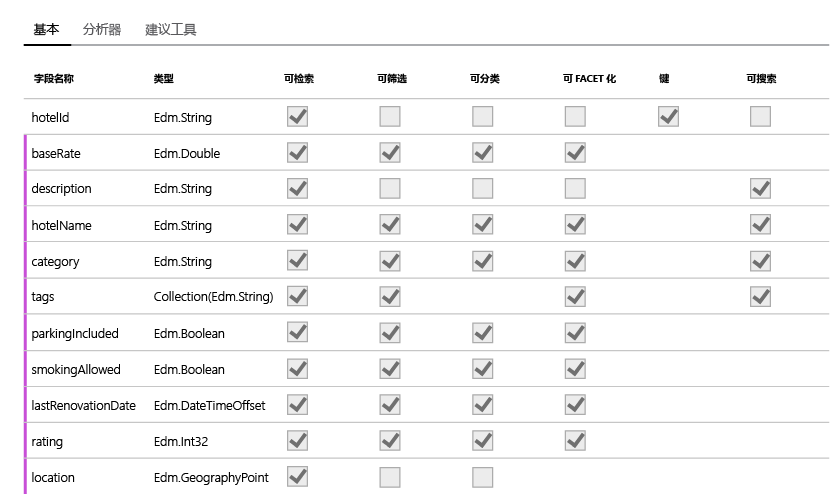 基本 分析器 建议工具
字段名称 类型 可检索 可筛选 可分类 可 FACET 化 键 可搜索
hotelId Edm.String
baseRate Edm.Double
description Edm.String
hotelName Edm.String
category Edm.String
tags Collection(Edm.String)
parkingIncluded Edm.Boolean
smokingAllowed Edm.Boolean
lastRenovationDate Edm.DateTimeOffset
rating Edm.Int32
location Edm.GeographyPoint